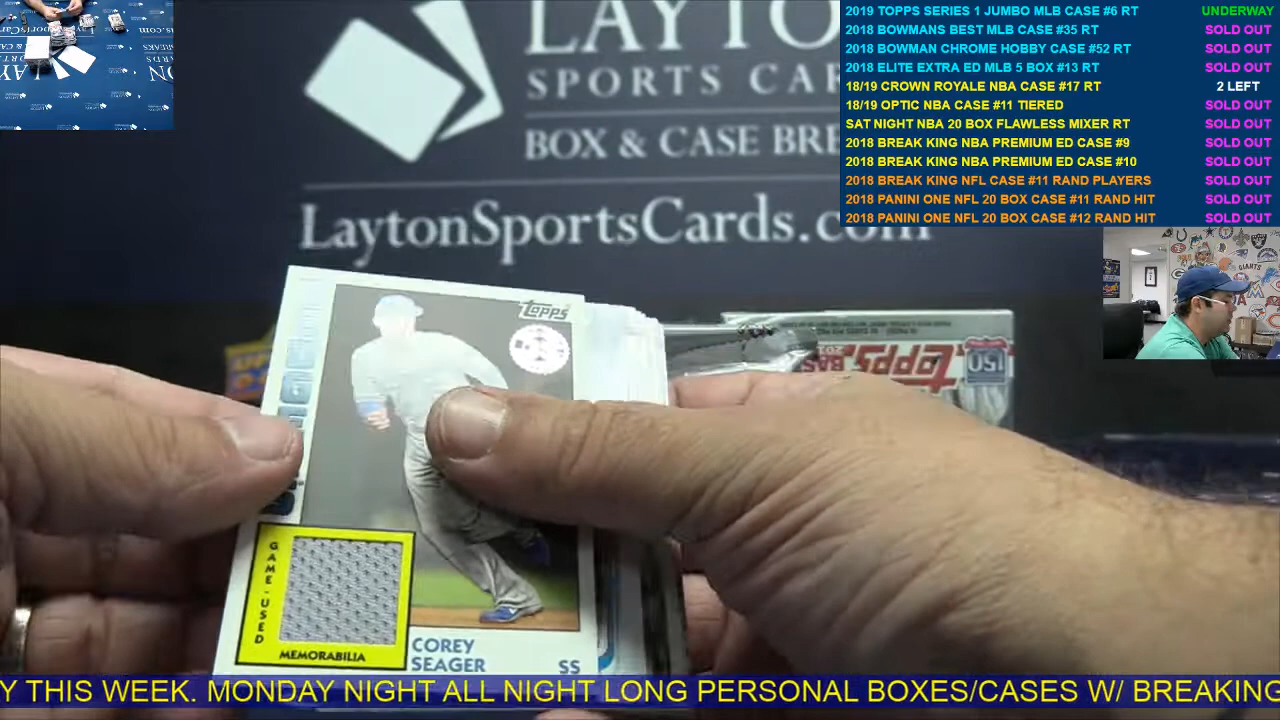 LAYTON
SPORTS CAR
BOX & CASE BRE
LaytonSportsCards.com
2019 TOPPS SERIES 1 JUMBO MLB CASE #6 RT UNDERWAY
2018 BOWMANS BEST MLB CASE #35 RT SOLD OUT
2018 BOWMAN CHROME HOBBY CASE #52 RT SOLD OUT
2018 ELITE EXTRA ED MLB 5 BOX #13 RT SOLD OUT
18/19 CROWN ROYALE NBA CASE #17 RT 2 LEFT
18/19 OPTIC NBA CASE #11 TIERED SOLD OUT
SAT NIGHT NBA 20 BOX FLAWLESS MIXER RT SOLD OUT
2018 BREAK KING NBA PREMIUM ED CASE #9 SOLD OUT
2018 BREAK KING NBA PREMIUM ED CASE #10 SOLD OUT
2018 BREAK KING NFL CASE #11 RAND PLAYERS SOLD OUT
2018 PANINI ONE NFL 20 BOX CASE #11 RAND HIT SOLD OUT
2018 PANINI ONE NFL 20 BOX CASE #12 RAND HIT SOLD OUT
GIANTS
topps
topps
150
GAME-USED
MEMORABILIA
COREY
SEAGER
SS
Y THIS WEEK. MONDAY NIGHT ALL NIGHT LONG PERSONAL BOXES/CASES W/ BREAKING